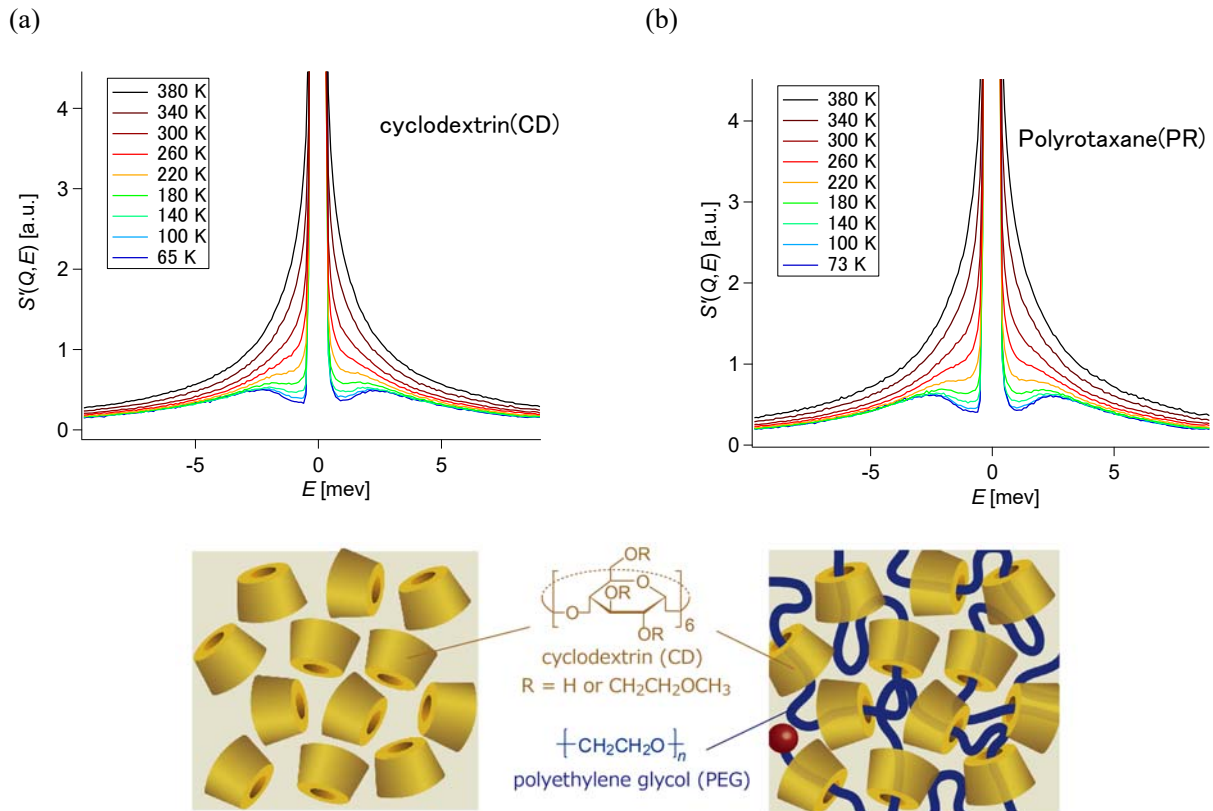 (a)
(b)
380 K
340 K
300 K
260 K
220 K
180 K
140 K
100 K
65 K
cyclodextrin(CD)
4
3
2
1
0
S'(Q,E) [a.u.]
-5
0
5
E [mev]
380 K
340 K
300 K
260 K
220 K
180 K
140 K
100 K
73 K
Polyrotaxane(PR)
4
3
2
1
0
S'(Q,E) [a.u.]
-5
0
5
E [mev]
OR
O
RO
O
O
6
OR
cyclodextrin (CD)
R = H or CH₂CH₂OCH₃
CH₂CH₂O n
polyethylene glycol (PEG)